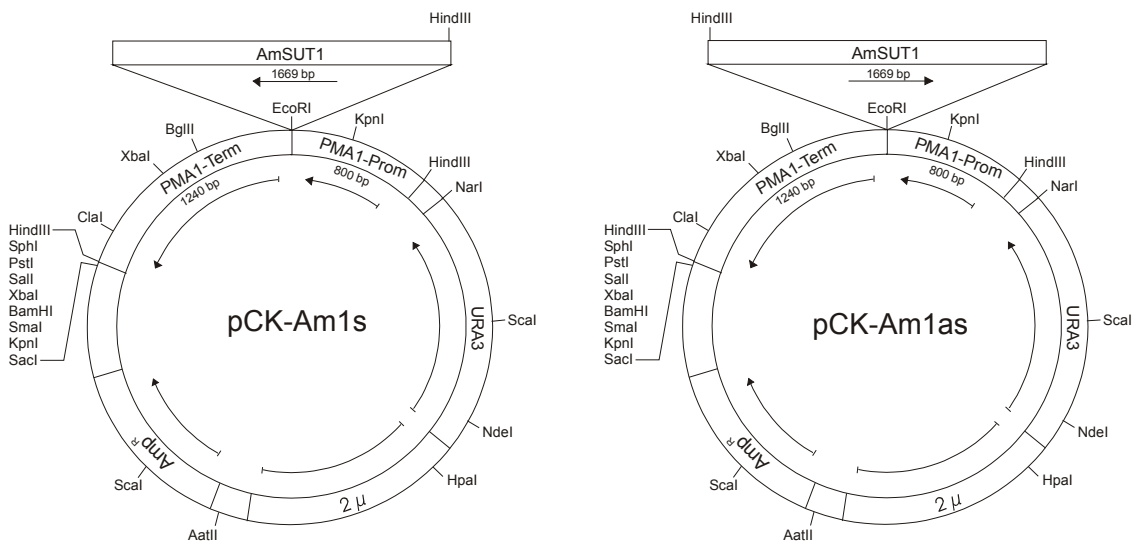 HindIII
AmSUT1
1669 bp
EcoRI
KpnI
BglII
XbaI
PMA1-Term
1240 bp
PMA1-Prom
800 bp
HindIII
NarI
ClaI
HindIII
SphI
PstI
SalI
XbaI
BamHI
SmaI
KpnI
SacI
pCK-Am1s
URA3
ScaI
NdeI
HpaI
2 μ
AatII
ScaI
Amp R
HindIII
AmSUT1
1669 bp
EcoRI
KpnI
BglII
XbaI
PMA1-Term
1240 bp
PMA1-Prom
800 bp
HindIII
NarI
ClaI
HindIII
SphI
PstI
SalI
XbaI
BamHI
SmaI
KpnI
SacI
pCK-Am1as
URA3
ScaI
NdeI
HpaI
2 μ
AatII
ScaI
Amp R